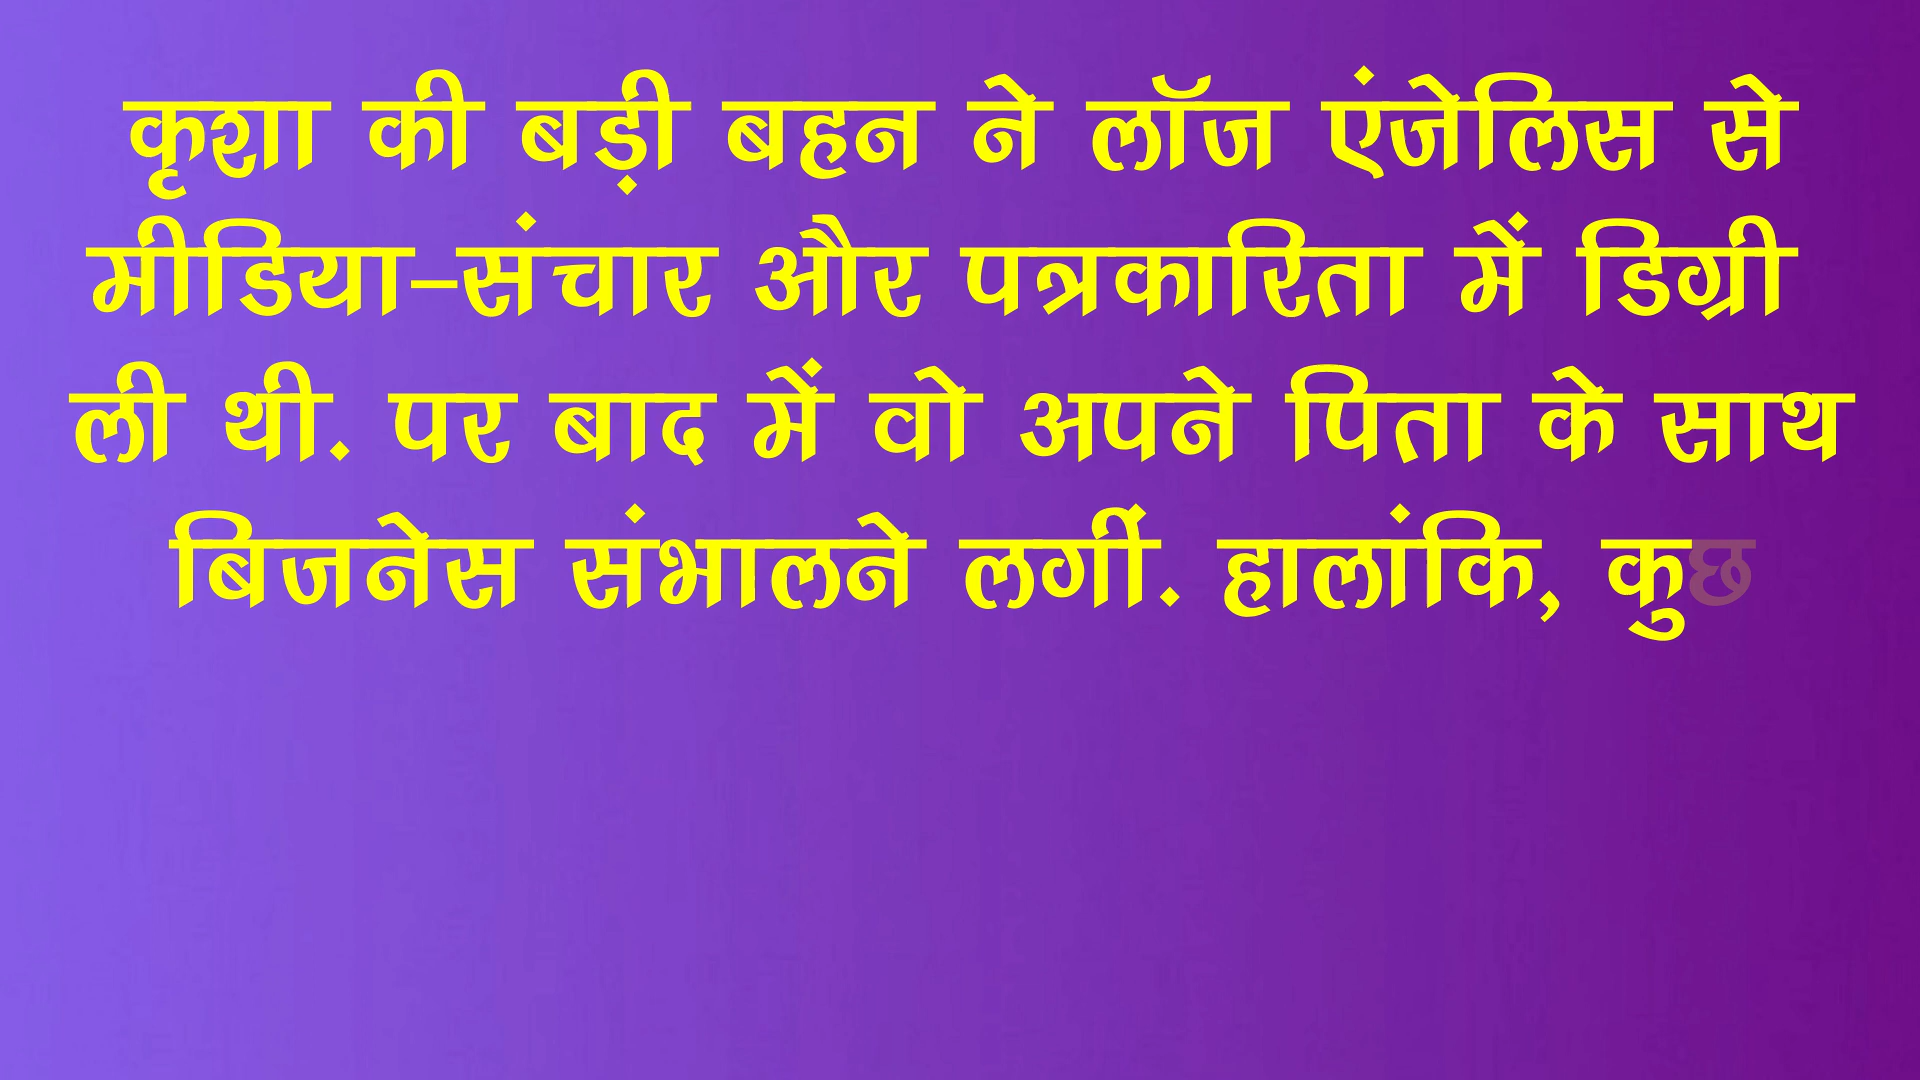 कृशा की बड़ी बहन ने लॉज एंजेलिस से
मीडिया-संचार और पत्रकारिता में डिग्री
ली थी. पर बाद में वो अपने पिता के साथ
बिजनेस संभालने लगीं. हालांकि, कुछ